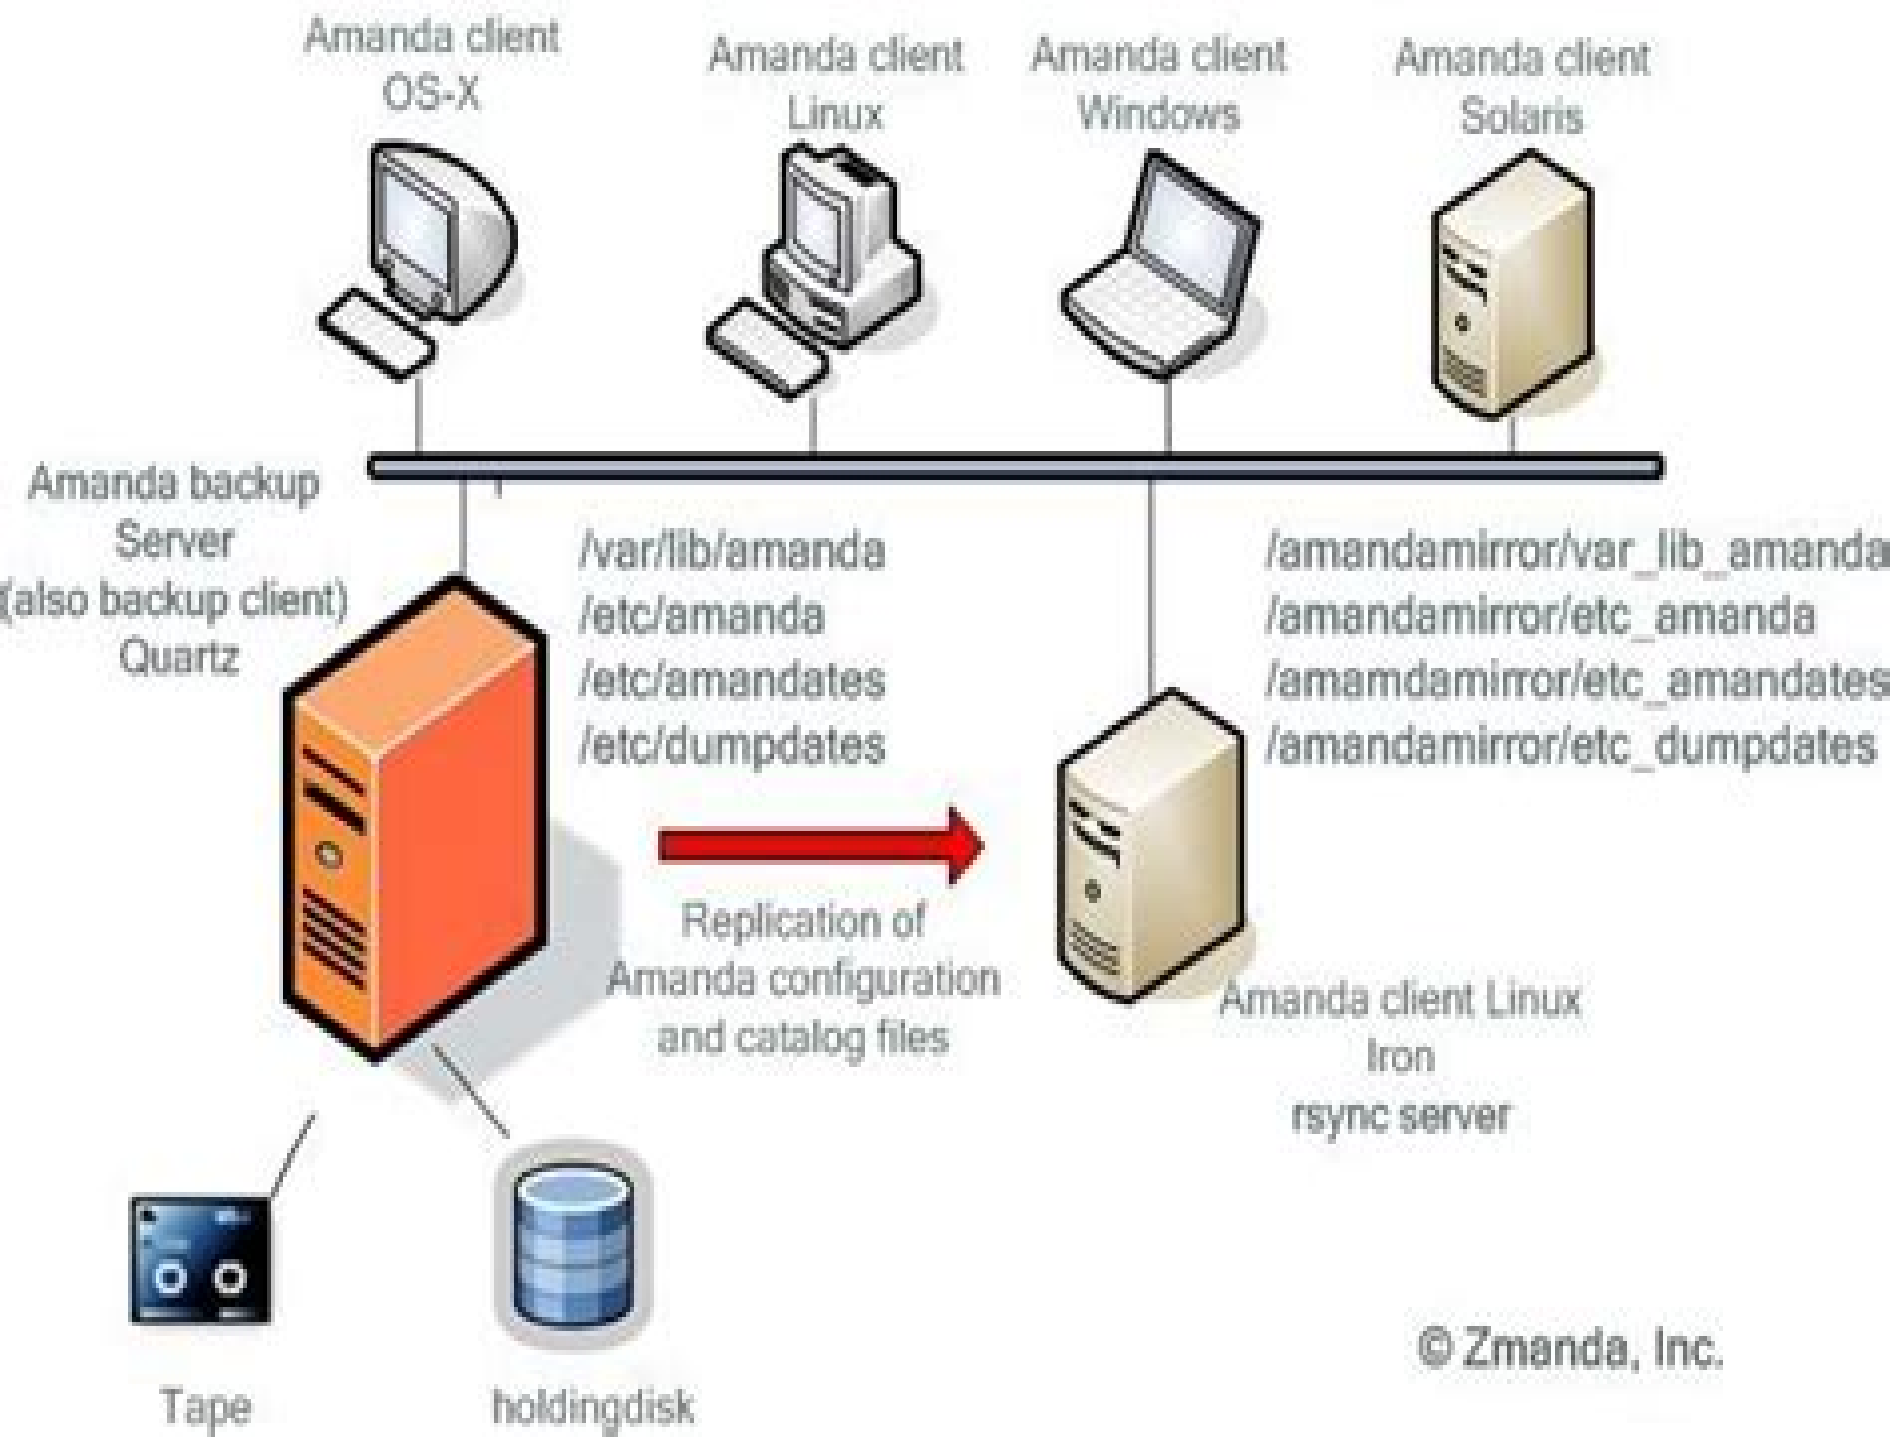 Amanda client
OS-X
Amanda client
Linux
Amanda client
Windows
Amanda client
Solaris
Amanda backup
Server
(also backup client)
Quartz
/var/lib/amanda
/etc/amanda
/etc/amandates
/etc/dumpdates
/amandamirror/var_lib_amanda
/amandamirror/etc_amanda
/amamdamirror/etc_amandates
/amandamirror/etc_dumpdates
Replication of
Amanda configuration
and catalog files
Amanda client Linux
Iron
rsync server
Tape
holdingdisk
© Zmanda, Inc.